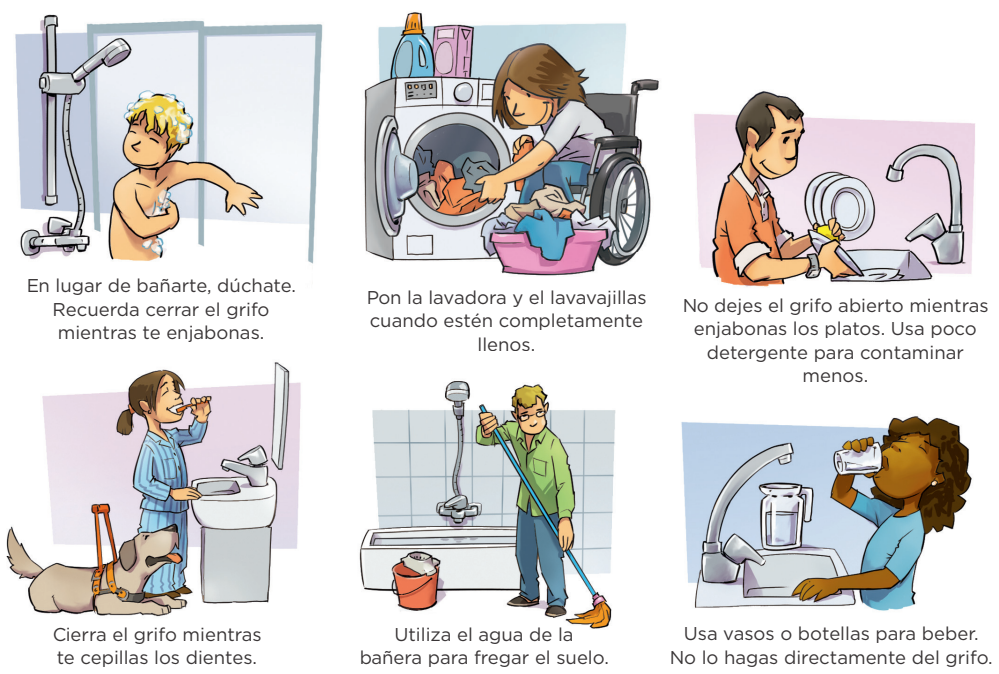 En lugar de bañarte, dúchate.
Recuerda cerrar el grifo
mientras te enjabonas.
Pon la lavadora y el lavavajillas
cuando estén completamente
llenos.
No dejes el grifo abierto mientras
enjabonas los platos. Usa poco
detergente para contaminar
menos.
Cierra el grifo mientras
te cepillas los dientes.
Utiliza el agua de la
bañera para fregar el suelo.
Usa vasos o botellas para beber.
No lo hagas directamente del grifo.